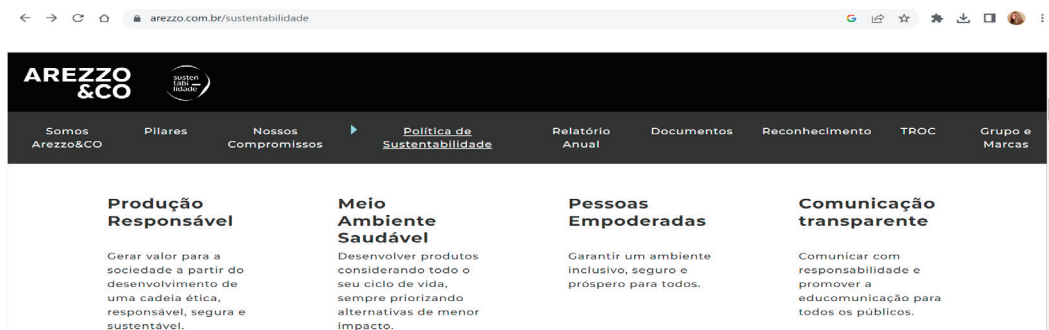 arezzo.com.br/sustentabilidade
AREZZO
&CO
susten
tabi
lidade
Somos
Arezzo&CO
Pilares
Nossos
Compromissos
Política de
Sustentabilidade
Relatório
Anual
Documentos
Reconhecimento
TROC
Grupo e
Marcas
Produção
Responsável
Gerar valor para a
sociedade a partir do
desenvolvimento de
uma cadeia ética,
responsável, segura e
sustentável.
Meio
Ambiente
Saudável
Desenvolver produtos
considerando todo o
seu ciclo de vida,
sempre priorizando
alternativas de menor
impacto.
Pessoas
Empoderadas
Garantir um ambiente
inclusivo, seguro e
próspero para todos.
Comunicação
transparente
Comunicar com
responsabilidade e
promover a
educomunicação para
todos os públicos.